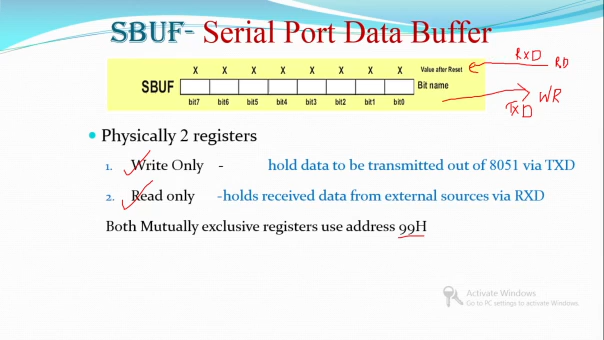 SBUF- Serial Port Data Buffer
X X X X X X X X Value after Reset
RXD RD
SBUF Bit name
bit7 bit6 bit5 bit4 bit3 bit2 bit1 bit0
TXD WR
• Physically 2 registers
1. Write Only - hold data to be transmitted out of 8051 via TXD
2. Read only -holds received data from external sources via RXD
Both Mutually exclusive registers use address 99H
Activate Windows
Go to PC settings to activate Windows.